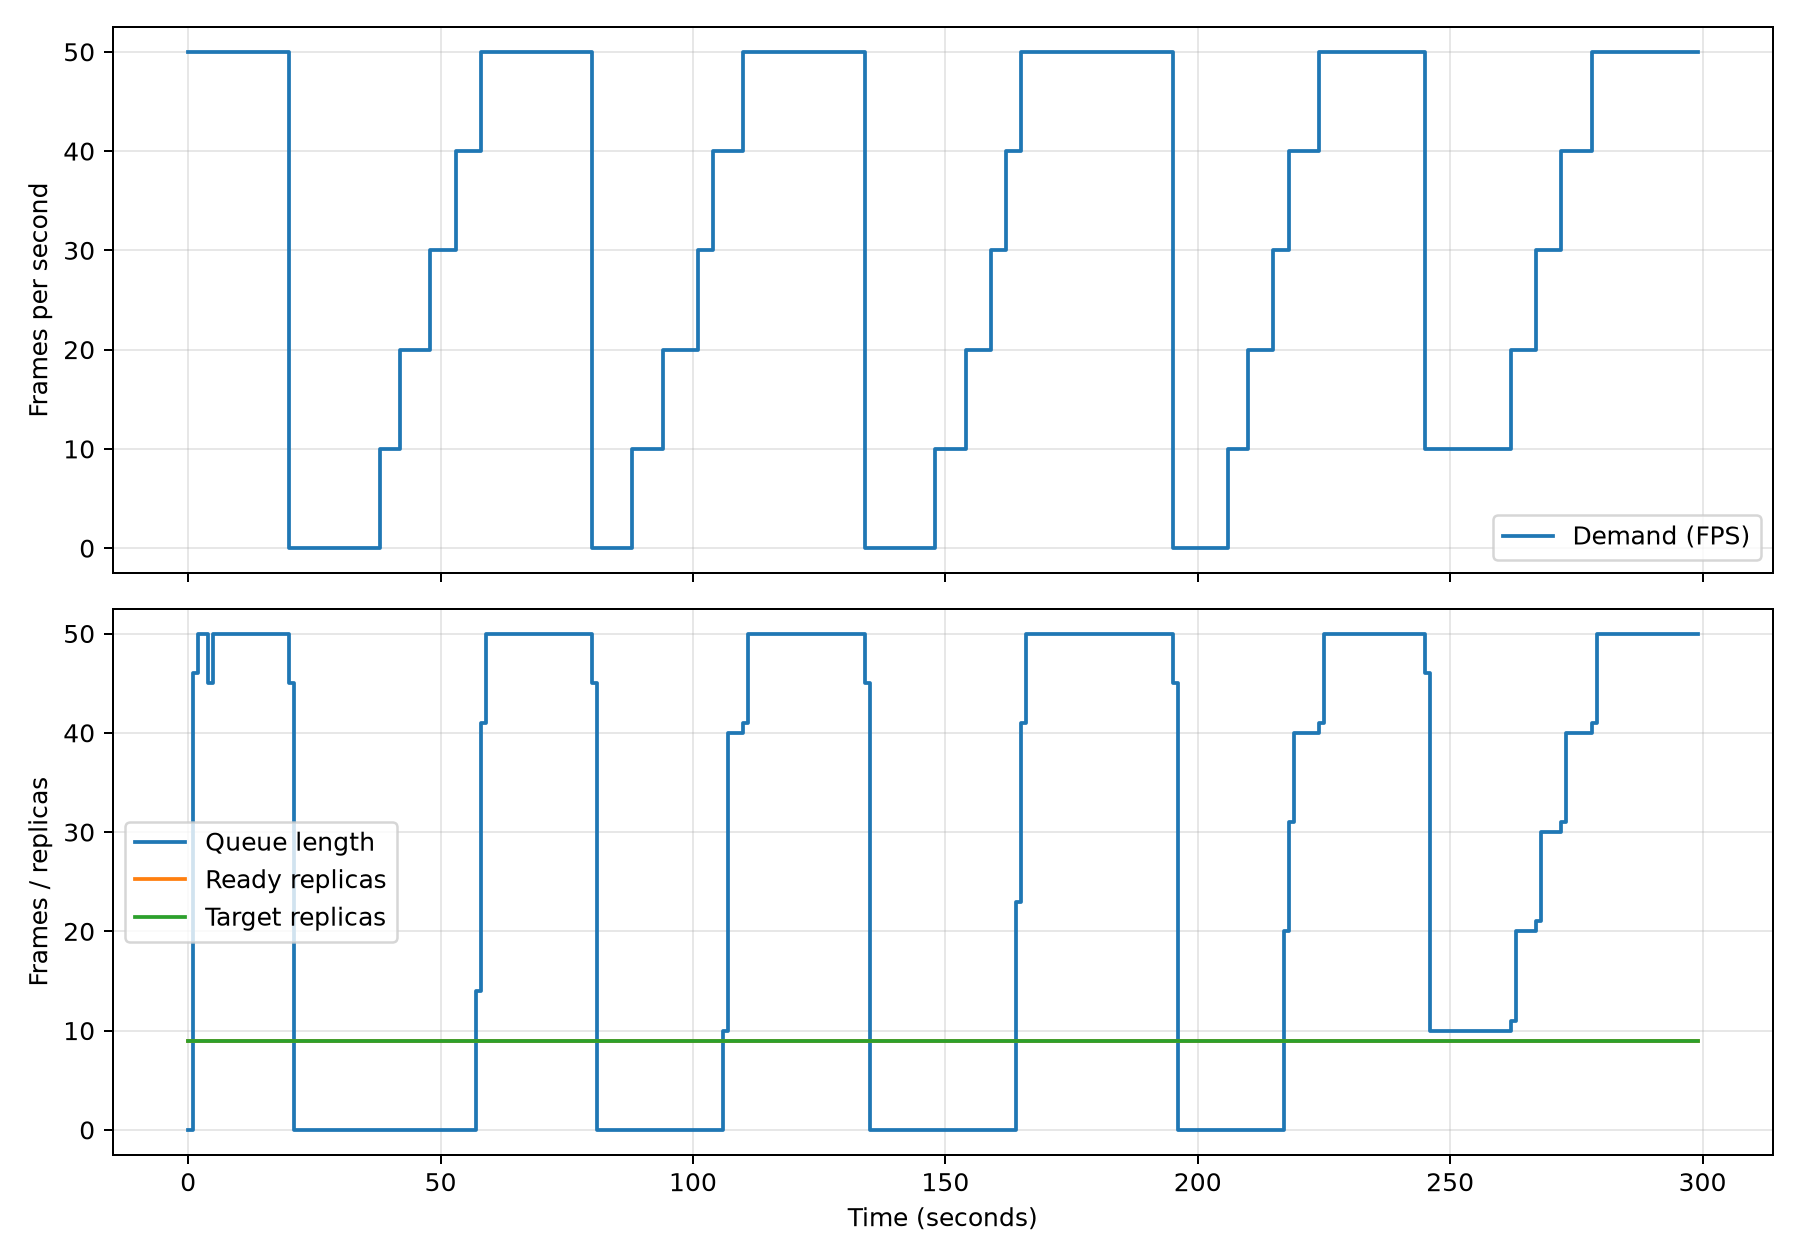 50
40
30
20
10
0
Frames per second
Demand (FPS)
50
40
30
20
10
0
Frames / replicas
Queue length
Ready replicas
Target replicas
0 50 100 150 200 250 300
Time (seconds)